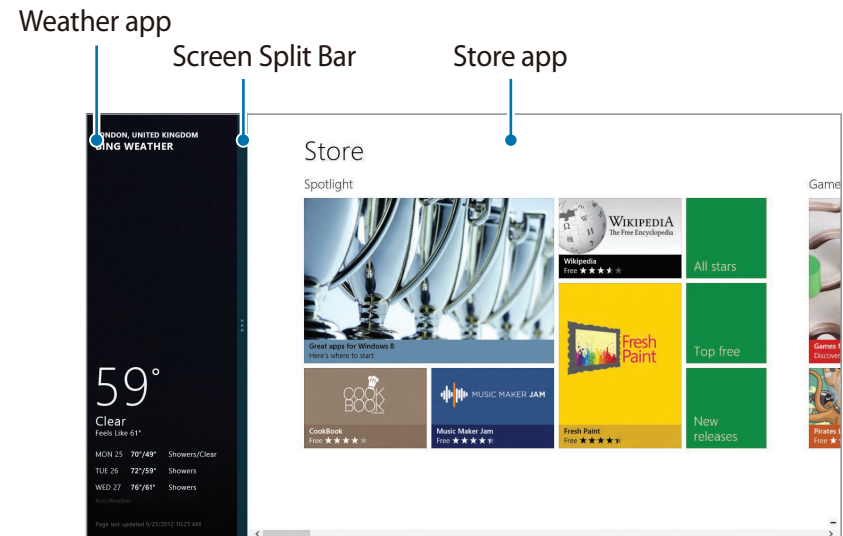 Weather app
Screen Split Bar
Store app
LONDON, UNITED KINGDOM
BING WEATHER
59°
Clear
Feels Like 61°
MON 25 70°/49° Showers/Clear
TUE 26 72°/59° Showers
WED 27 76°/61° Showers
AccuWeather
Page last updated 6/25/2012 10:25 AM
Store
Spotlight
Great apps for Windows 8
Here's where to start
WIKIPEDIA
The Free Encyclopedia
Wikipedia
Free ★★★★★
All stars
Fresh
Paint
Fresh Paint
Free ★★★★★
Top free
COOK
BOOK
CookBook
Free ★★★★★
MUSIC MAKER JAM
Music Maker Jam
Free ★★★★★
New
releases
Game
Games f
Discover
Pirates L
Free ★